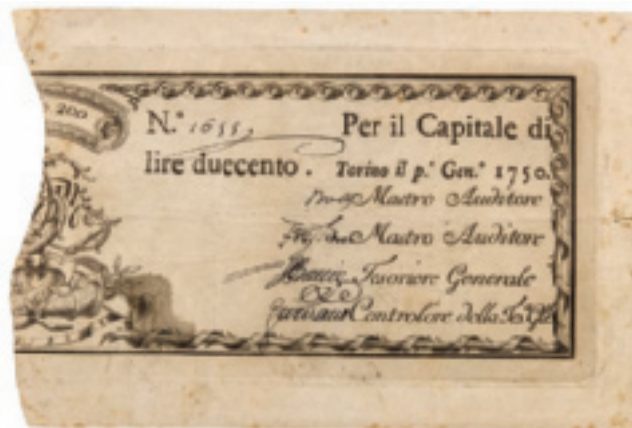 200
N.° 1655. Per il Capitale di
lire duecento. Torino il p.° Gen.° 1750.
Mastro Auditore
Mastro Auditore
Tesoriere Generale
Controlore della